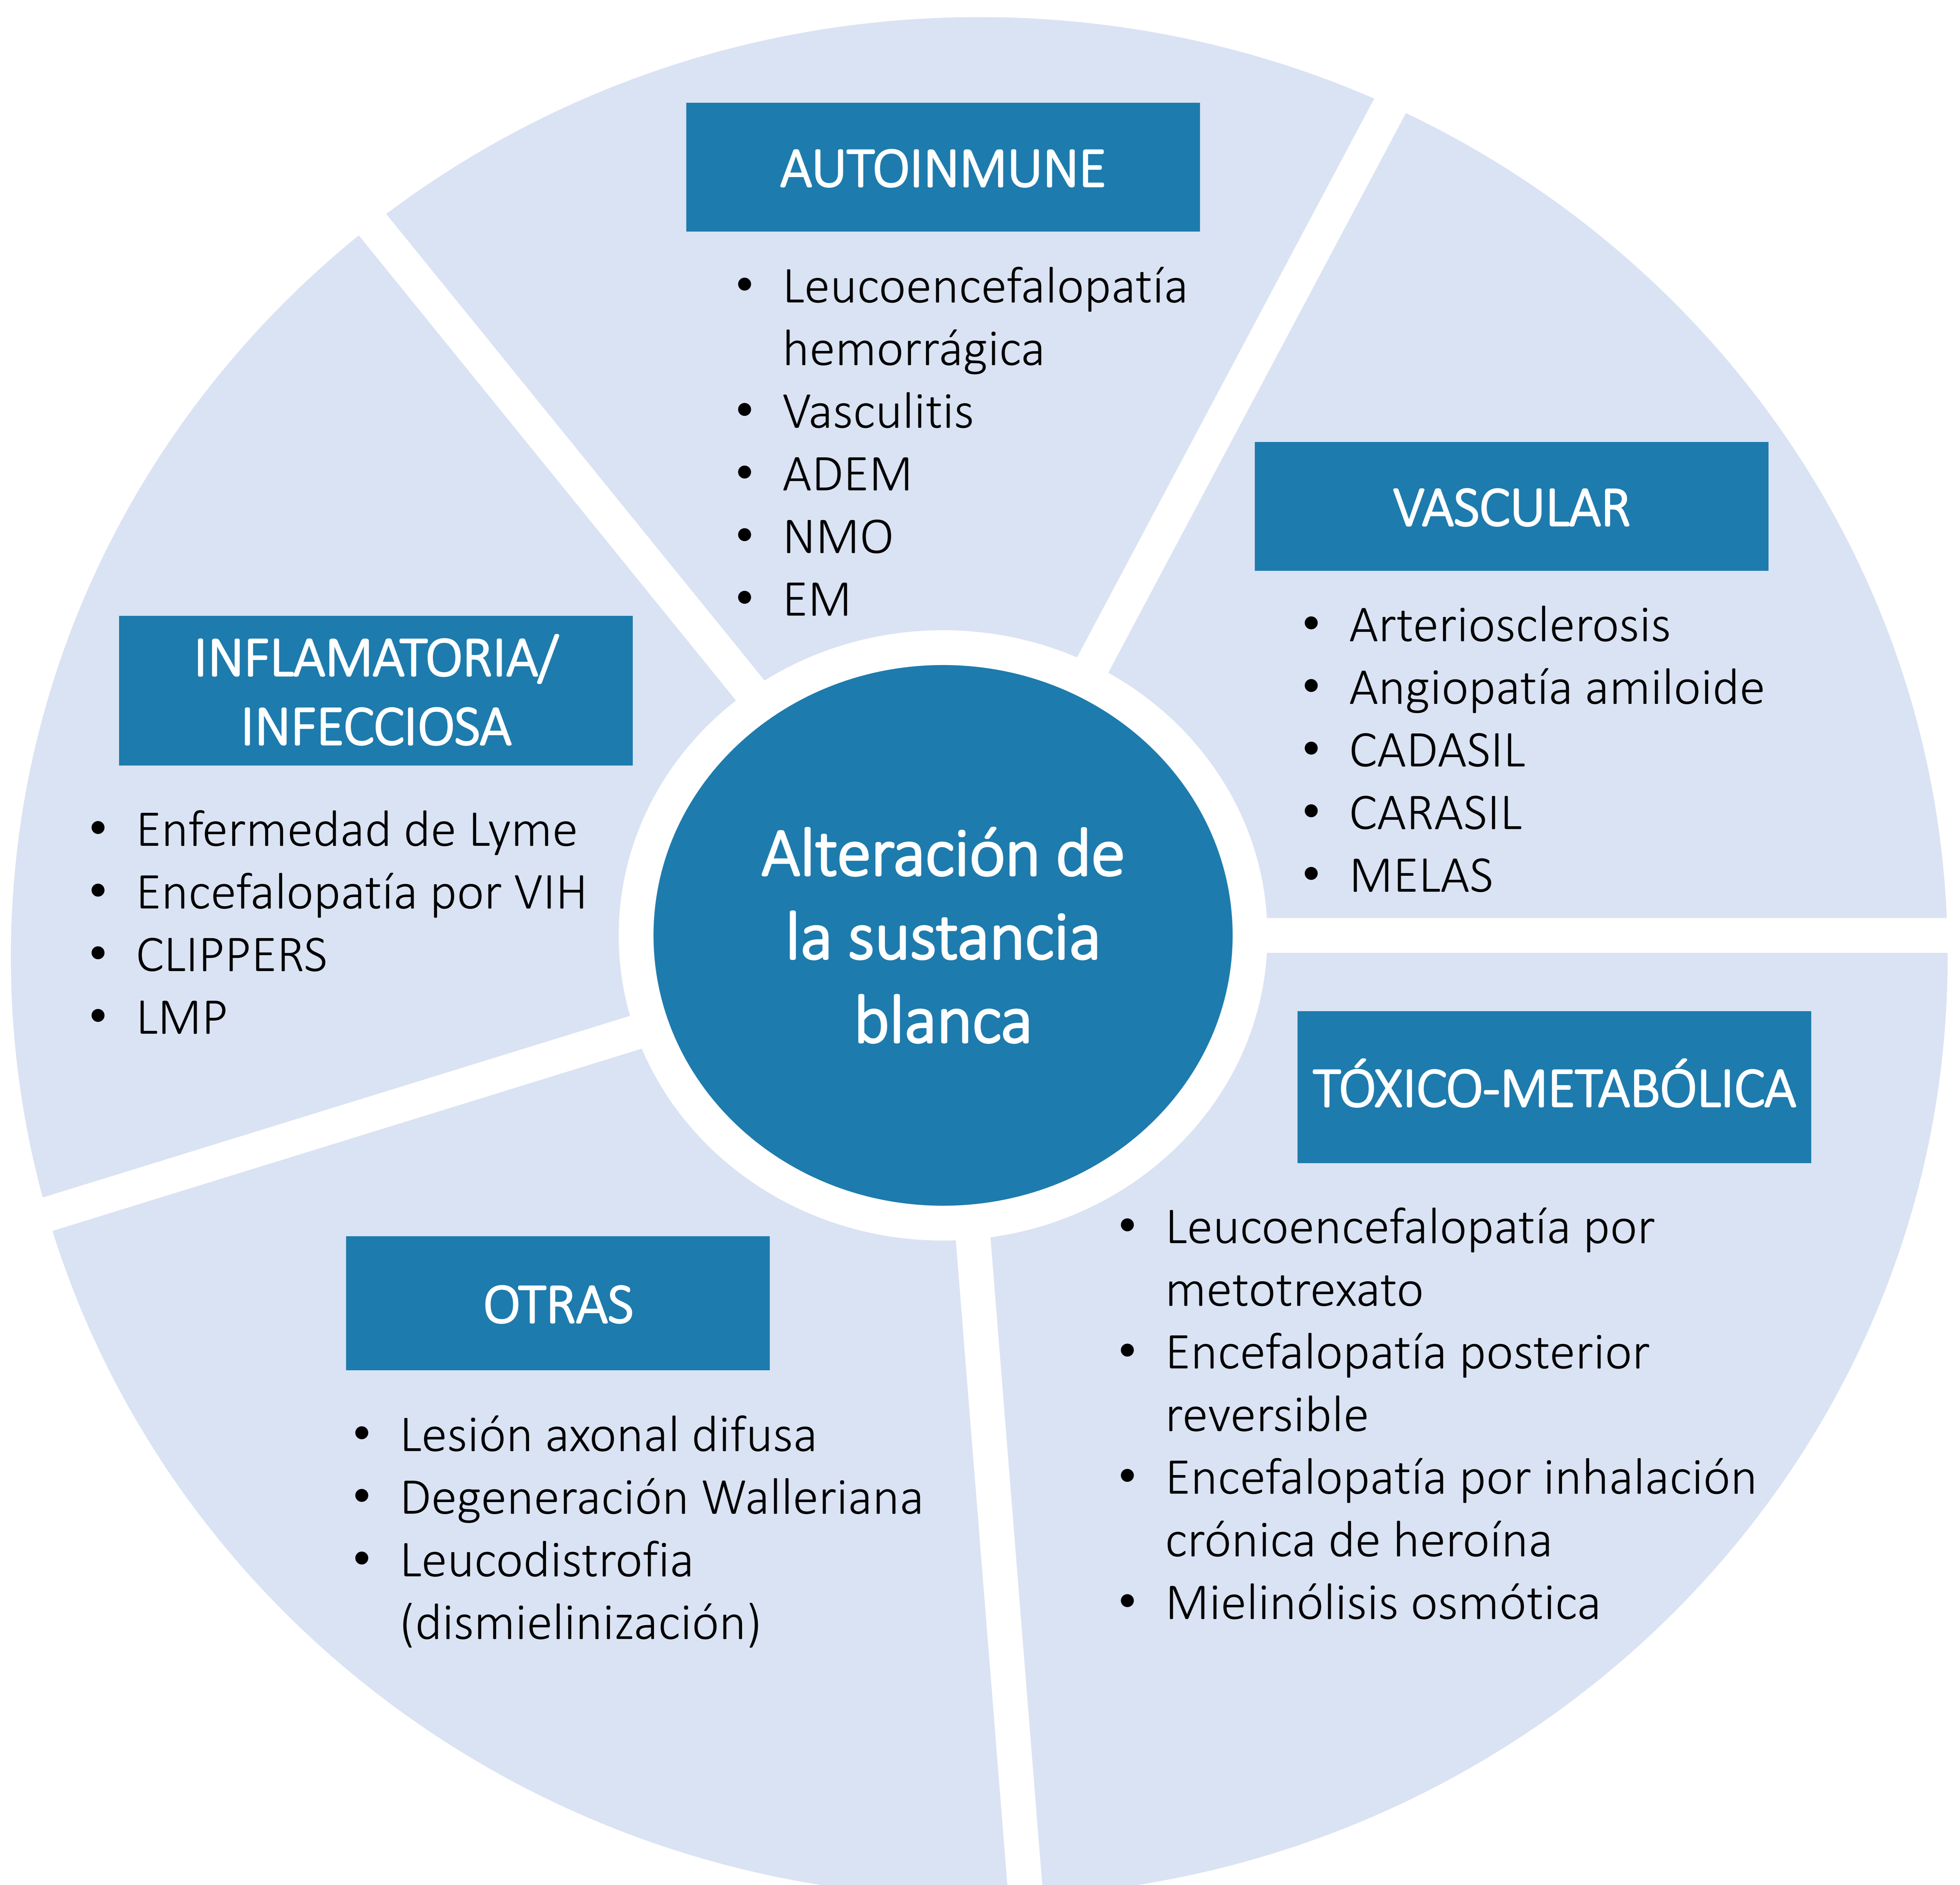 AUTOINMUNE
• Leucoencefalopatía
hemorrágica
• Vasculitis
• ADEM
• NMO
• EM
VASCULAR
• Arteriosclerosis
• Angiopatía amiloide
• CADASIL
• CARASIL
• MELAS
INFLAMATORIA/
INFECCIOSA
• Enfermedad de Lyme
• Encefalopatía por VIH
• CLIPPERS
• LMP
Alteración de
la sustancia
blanca
TÓXICO-METABÓLICA
• Leucoencefalopatía por
metotrexato
• Encefalopatía posterior
reversible
• Encefalopatía por inhalación
crónica de heroína
• Mielinólisis osmótica
OTRAS
• Lesión axonal difusa
• Degeneración Walleriana
• Leucodistrofia
(dismielinización)